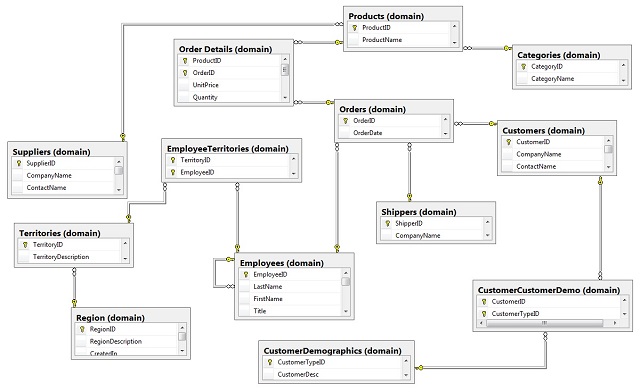 Products (domain)
ProductID
ProductName
Order Details (domain)
ProductID
OrderID
UnitPrice
Quantity
Categories (domain)
CategoryID
CategoryName
Orders (domain)
OrderID
OrderDate
Customers (domain)
CustomerID
CompanyName
ContactName
Suppliers (domain)
SupplierID
CompanyName
ContactName
EmployeeTerritories (domain)
TerritoryID
EmployeeID
Shippers (domain)
ShipperID
CompanyName
Territories (domain)
TerritoryID
TerritoryDescription
Employees (domain)
EmployeeID
LastName
FirstName
Title
CustomerCustomerDemo (domain)
CustomerID
CustomerTypeID
Region (domain)
RegionID
RegionDescription
CreatedIn
CustomerDemographics (domain)
CustomerTypeID
CustomerDesc